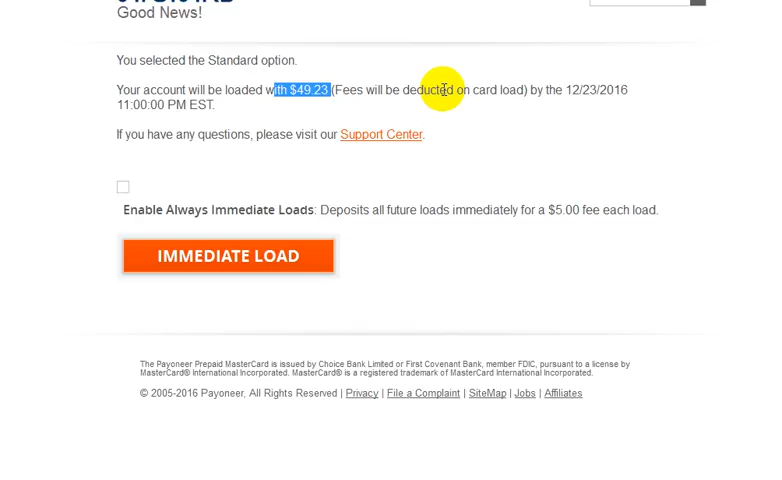 Good News!
You selected the Standard option.
Your account will be loaded with $49.23 (Fees will be deducted on card load) by the 12/23/2016
11:00:00 PM EST.
If you have any questions, please visit our Support Center.
Enable Always Immediate Loads: Deposits all future loads immediately for a $5.00 fee each load.
IMMEDIATE LOAD
The Payoneer Prepaid MasterCard is issued by Choice Bank Limited or First Covenant Bank, member FDIC, pursuant to a license by
MasterCard® International Incorporated. MasterCard® is a registered trademark of MasterCard International Incorporated.
© 2005-2016 Payoneer, All Rights Reserved | Privacy | File a Complaint | SiteMap | Jobs | Affiliates